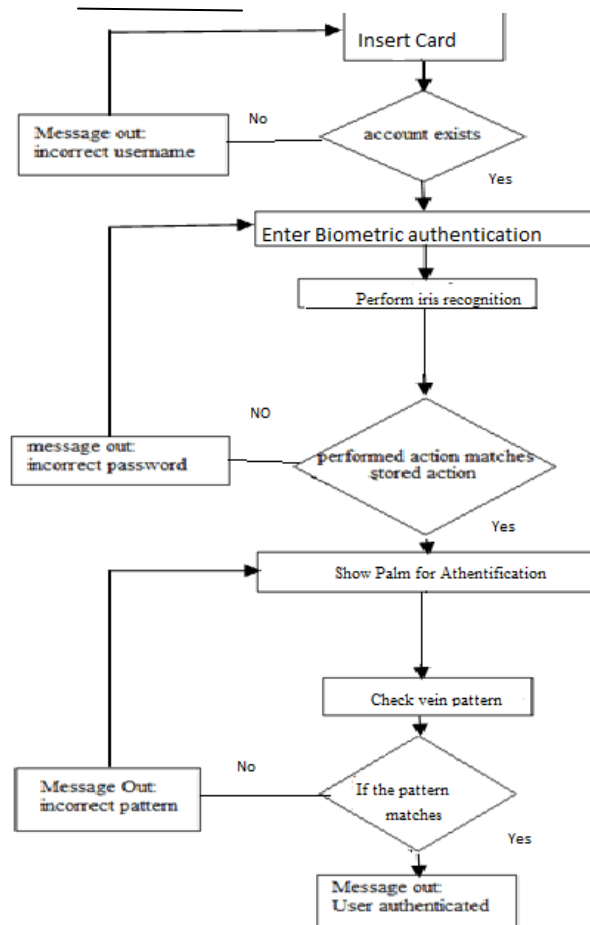 Insert Card
No
Message out:
incorrect username
account exists
Yes
Enter Biometric authentication
Perform iris recognition
NO
message out:
incorrect password
performed action matches
stored action
Yes
Show Palm for Athentification
Check vein pattern
No
Message Out:
incorrect pattern
If the pattern
matches
Yes
Message out:
User authenticated